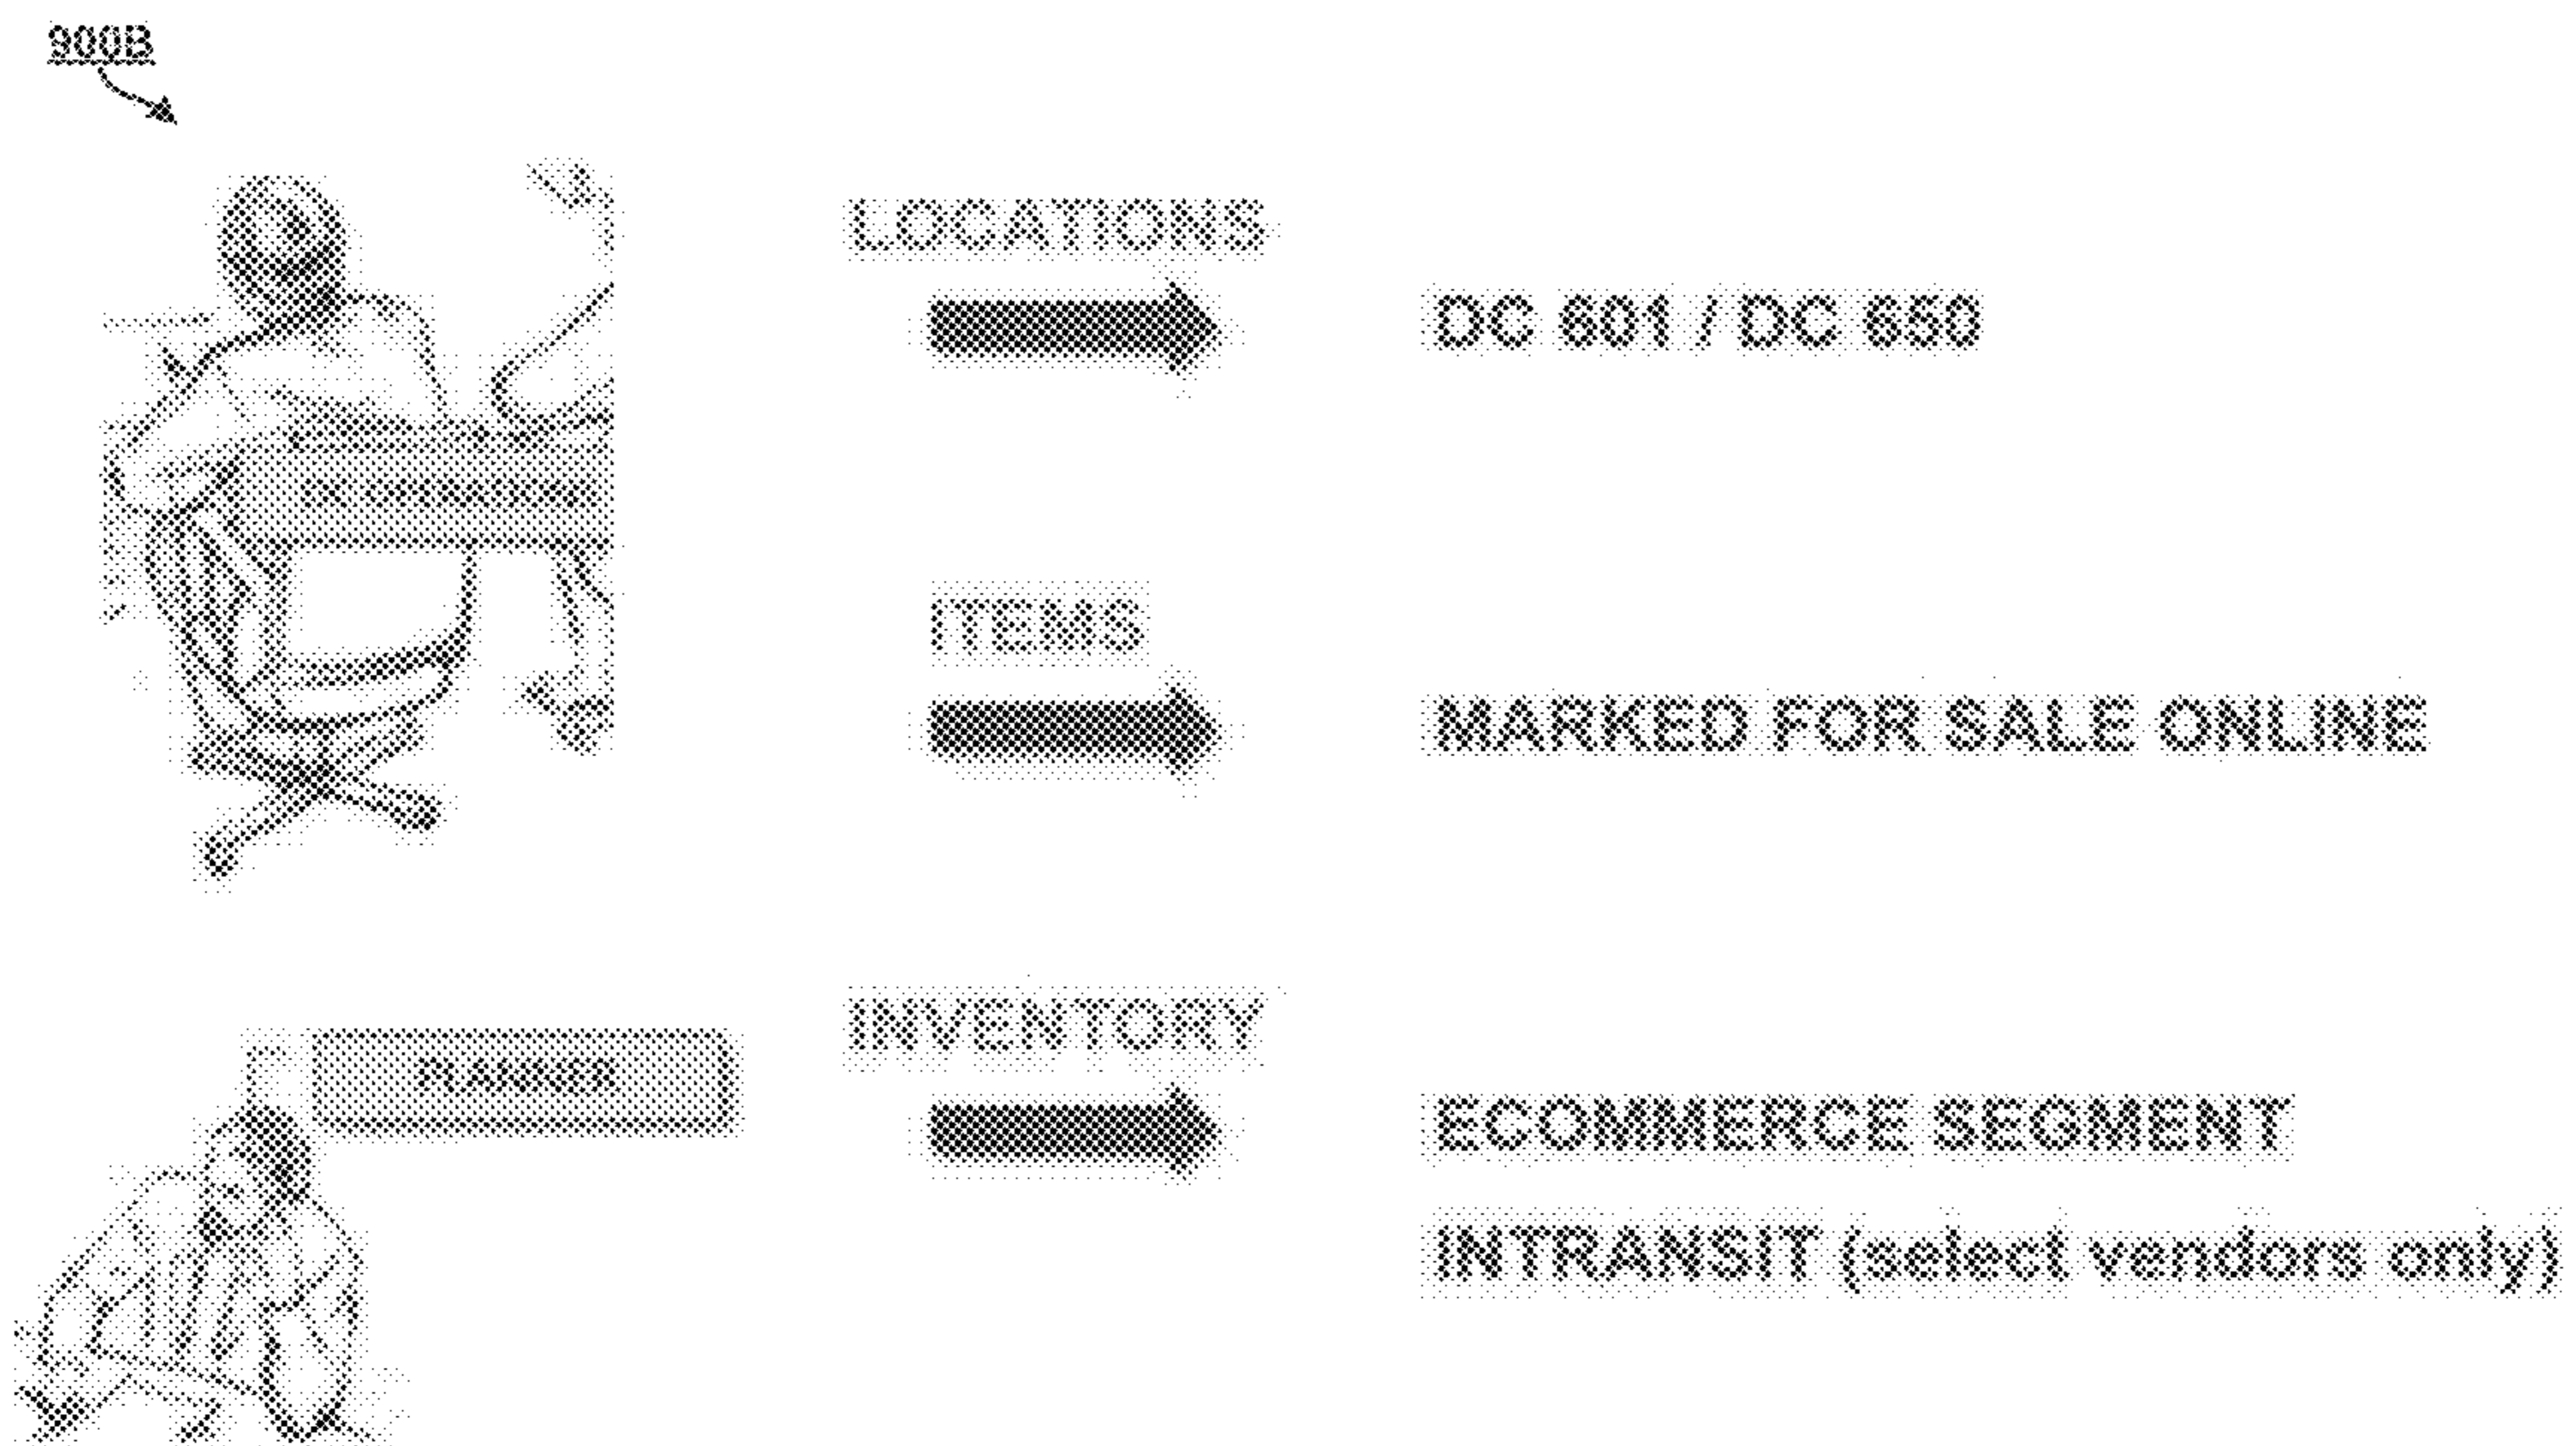 900B
LOCATIONS
DC 601 / DC 650
ITEMS
MARKED FOR SALE ONLINE
PLANNER
INVENTORY
ECOMMERCE SEGMENT
INTRANSIT (select vendors only)